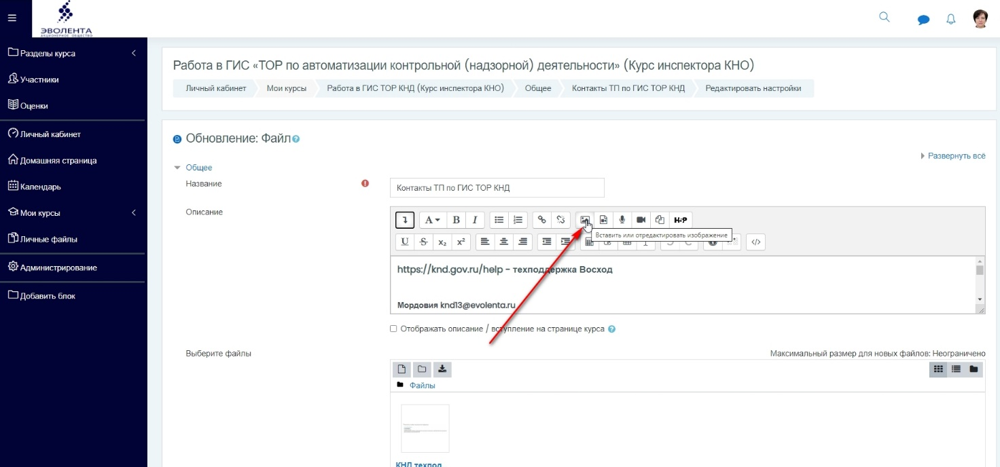 ЭВОЛЕНТА
АКЦИОНЕРНОЕ ОБЩЕСТВО
Разделы курса
Участники
Оценки
Личный кабинет
Домашняя страница
Календарь
Мои курсы
Личные файлы
Администрирование
Добавить блок
Работа в ГИС «ТОР по автоматизации контрольной (надзорной) деятельности» (Курс инспектора КНО)
Личный кабинет Мои курсы Работа в ГИС ТОР КНД (Курс инспектора КНО) Общее Контакты ТП по ГИС ТОР КНД Редактировать настройки
Обновление: Файл
Развернуть всё
Общее
Название
Контакты ТП по ГИС ТОР КНД
Описание
A B I H-P
Вставить или отредактировать изображение
U S x₂ x² </>
https://knd.gov.ru/help - техподдержка Восход
Мордовия knd13@evolenta.ru
Отображать описание / вступление на странице курса
Выберите файлы
Максимальный размер для новых файлов: Неограничено
Файлы
КНД техпод...